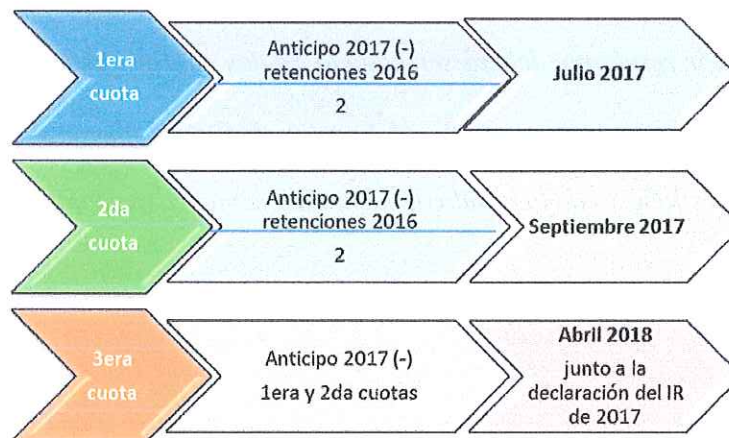 1era
cuota
Anticipo 2017 (-)
retenciones 2016
2
Julio 2017
2da
cuota
Anticipo 2017 (-)
retenciones 2016
2
Septiembre 2017
3era
cuota
Anticipo 2017 (-)
1era y 2da cuotas
Abril 2018
junto a la
declaración del IR
de 2017